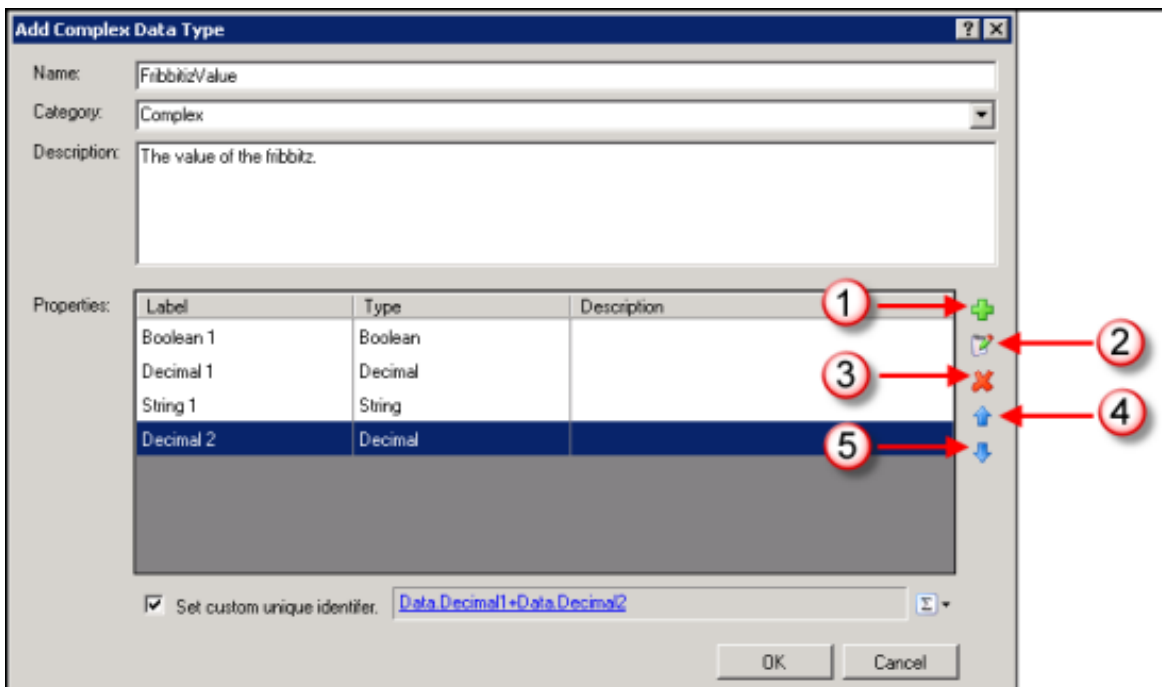 Add Complex Data Type ?
Name: FribbitizValue
Category: Complex
Description: The value of the fribbitz.
Properties: Label Type Description 1
Boolean 1 Boolean 2
Decimal 1 Decimal 3
String 1 String 4
Decimal 2 Decimal 5
Set custom unique identifer. Data.Decimal1+Data.Decimal2 Σ
OK Cancel